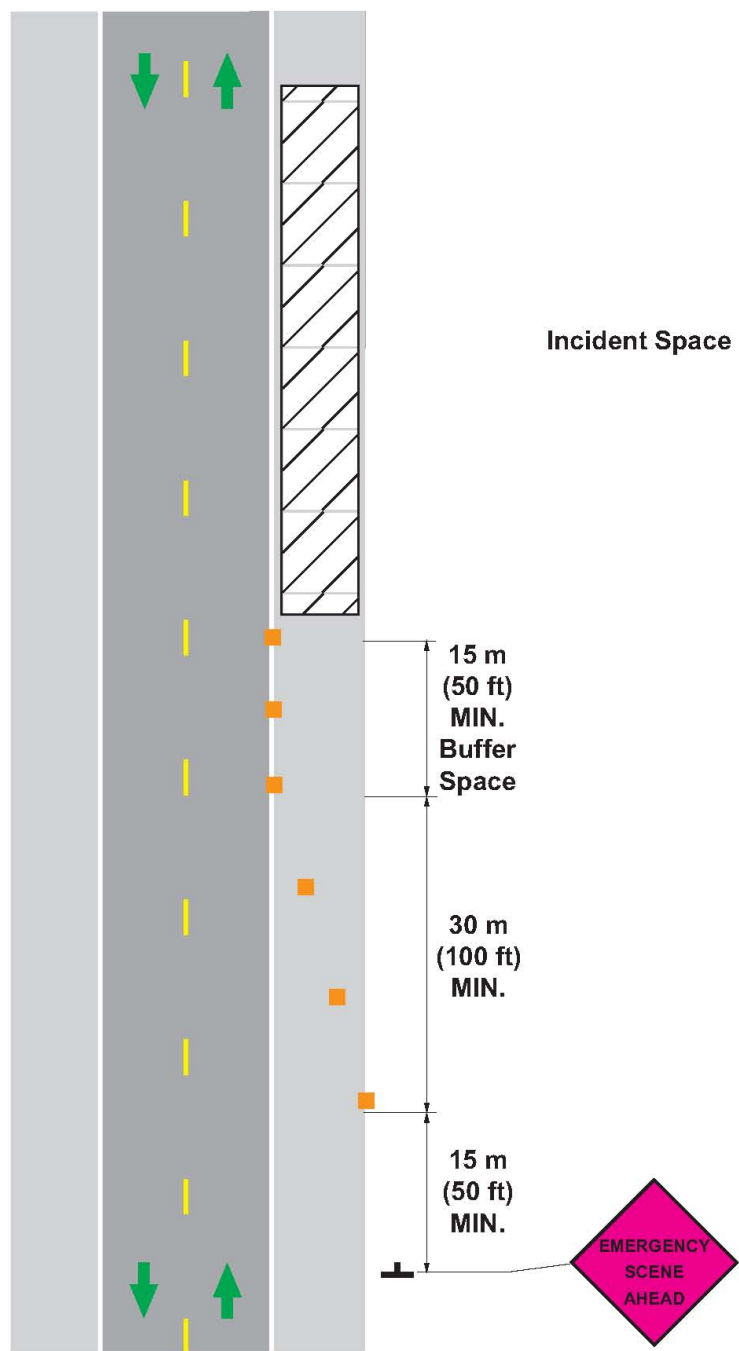 Incident Space
15 m
(50 ft)
MIN.
Buffer
Space
30 m
(100 ft)
MIN.
15 m
(50 ft)
MIN.
EMERGENCY
SCENE
AHEAD